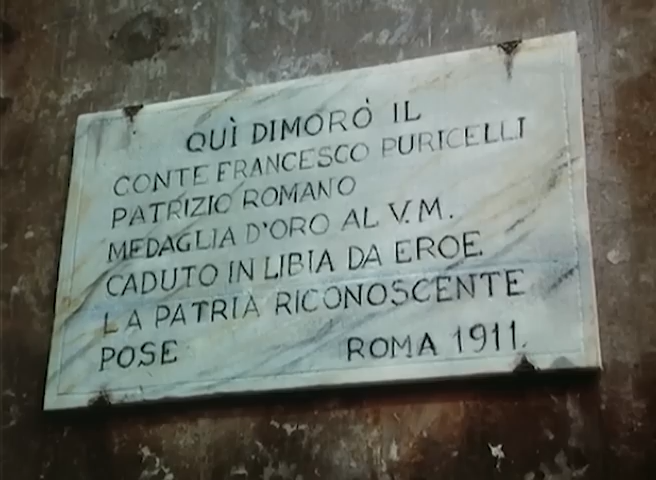 QUÌ DIMORÒ IL
CONTE FRANCESCO PURICELLI
PATRIZIO ROMANO
MEDAGLIA D'ORO AL V.M.
CADUTO IN LIBIA DA EROE
LA PATRIA RICONOSCENTE
POSE ROMA 1911.